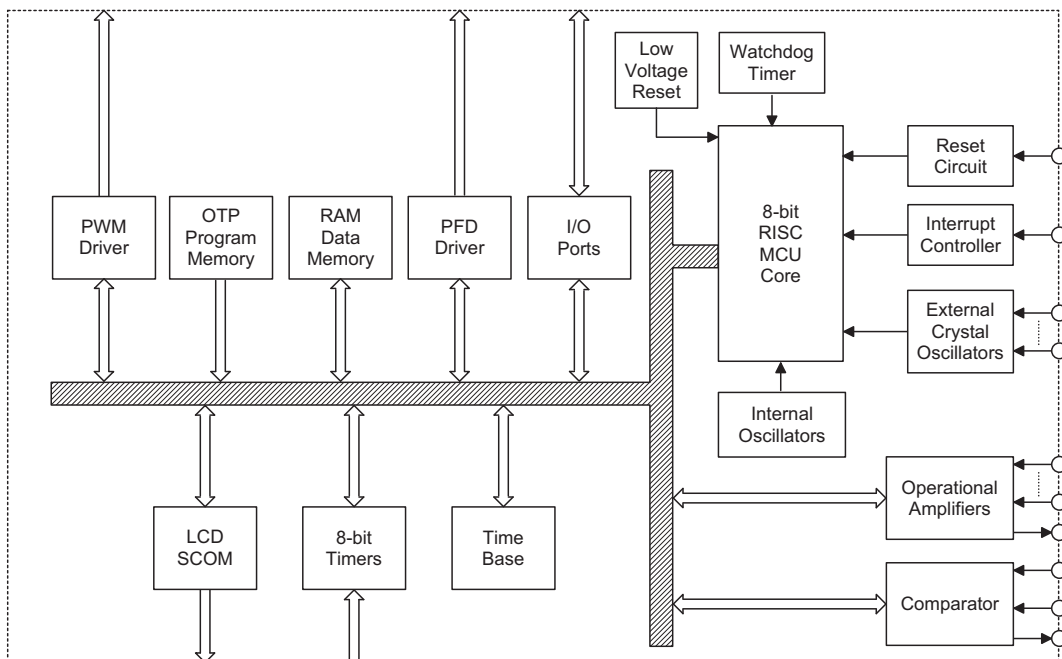 Low
Voltage
Reset
Watchdog
Timer
Reset
Circuit
PWM
Driver
OTP
Program
Memory
RAM
Data
Memory
PFD
Driver
I/O
Ports
8-bit
RISC
MCU
Core
Interrupt
Controller
External
Crystal
Oscillators
Internal
Oscillators
Operational
Amplifiers
LCD
SCOM
8-bit
Timers
Time
Base
Comparator